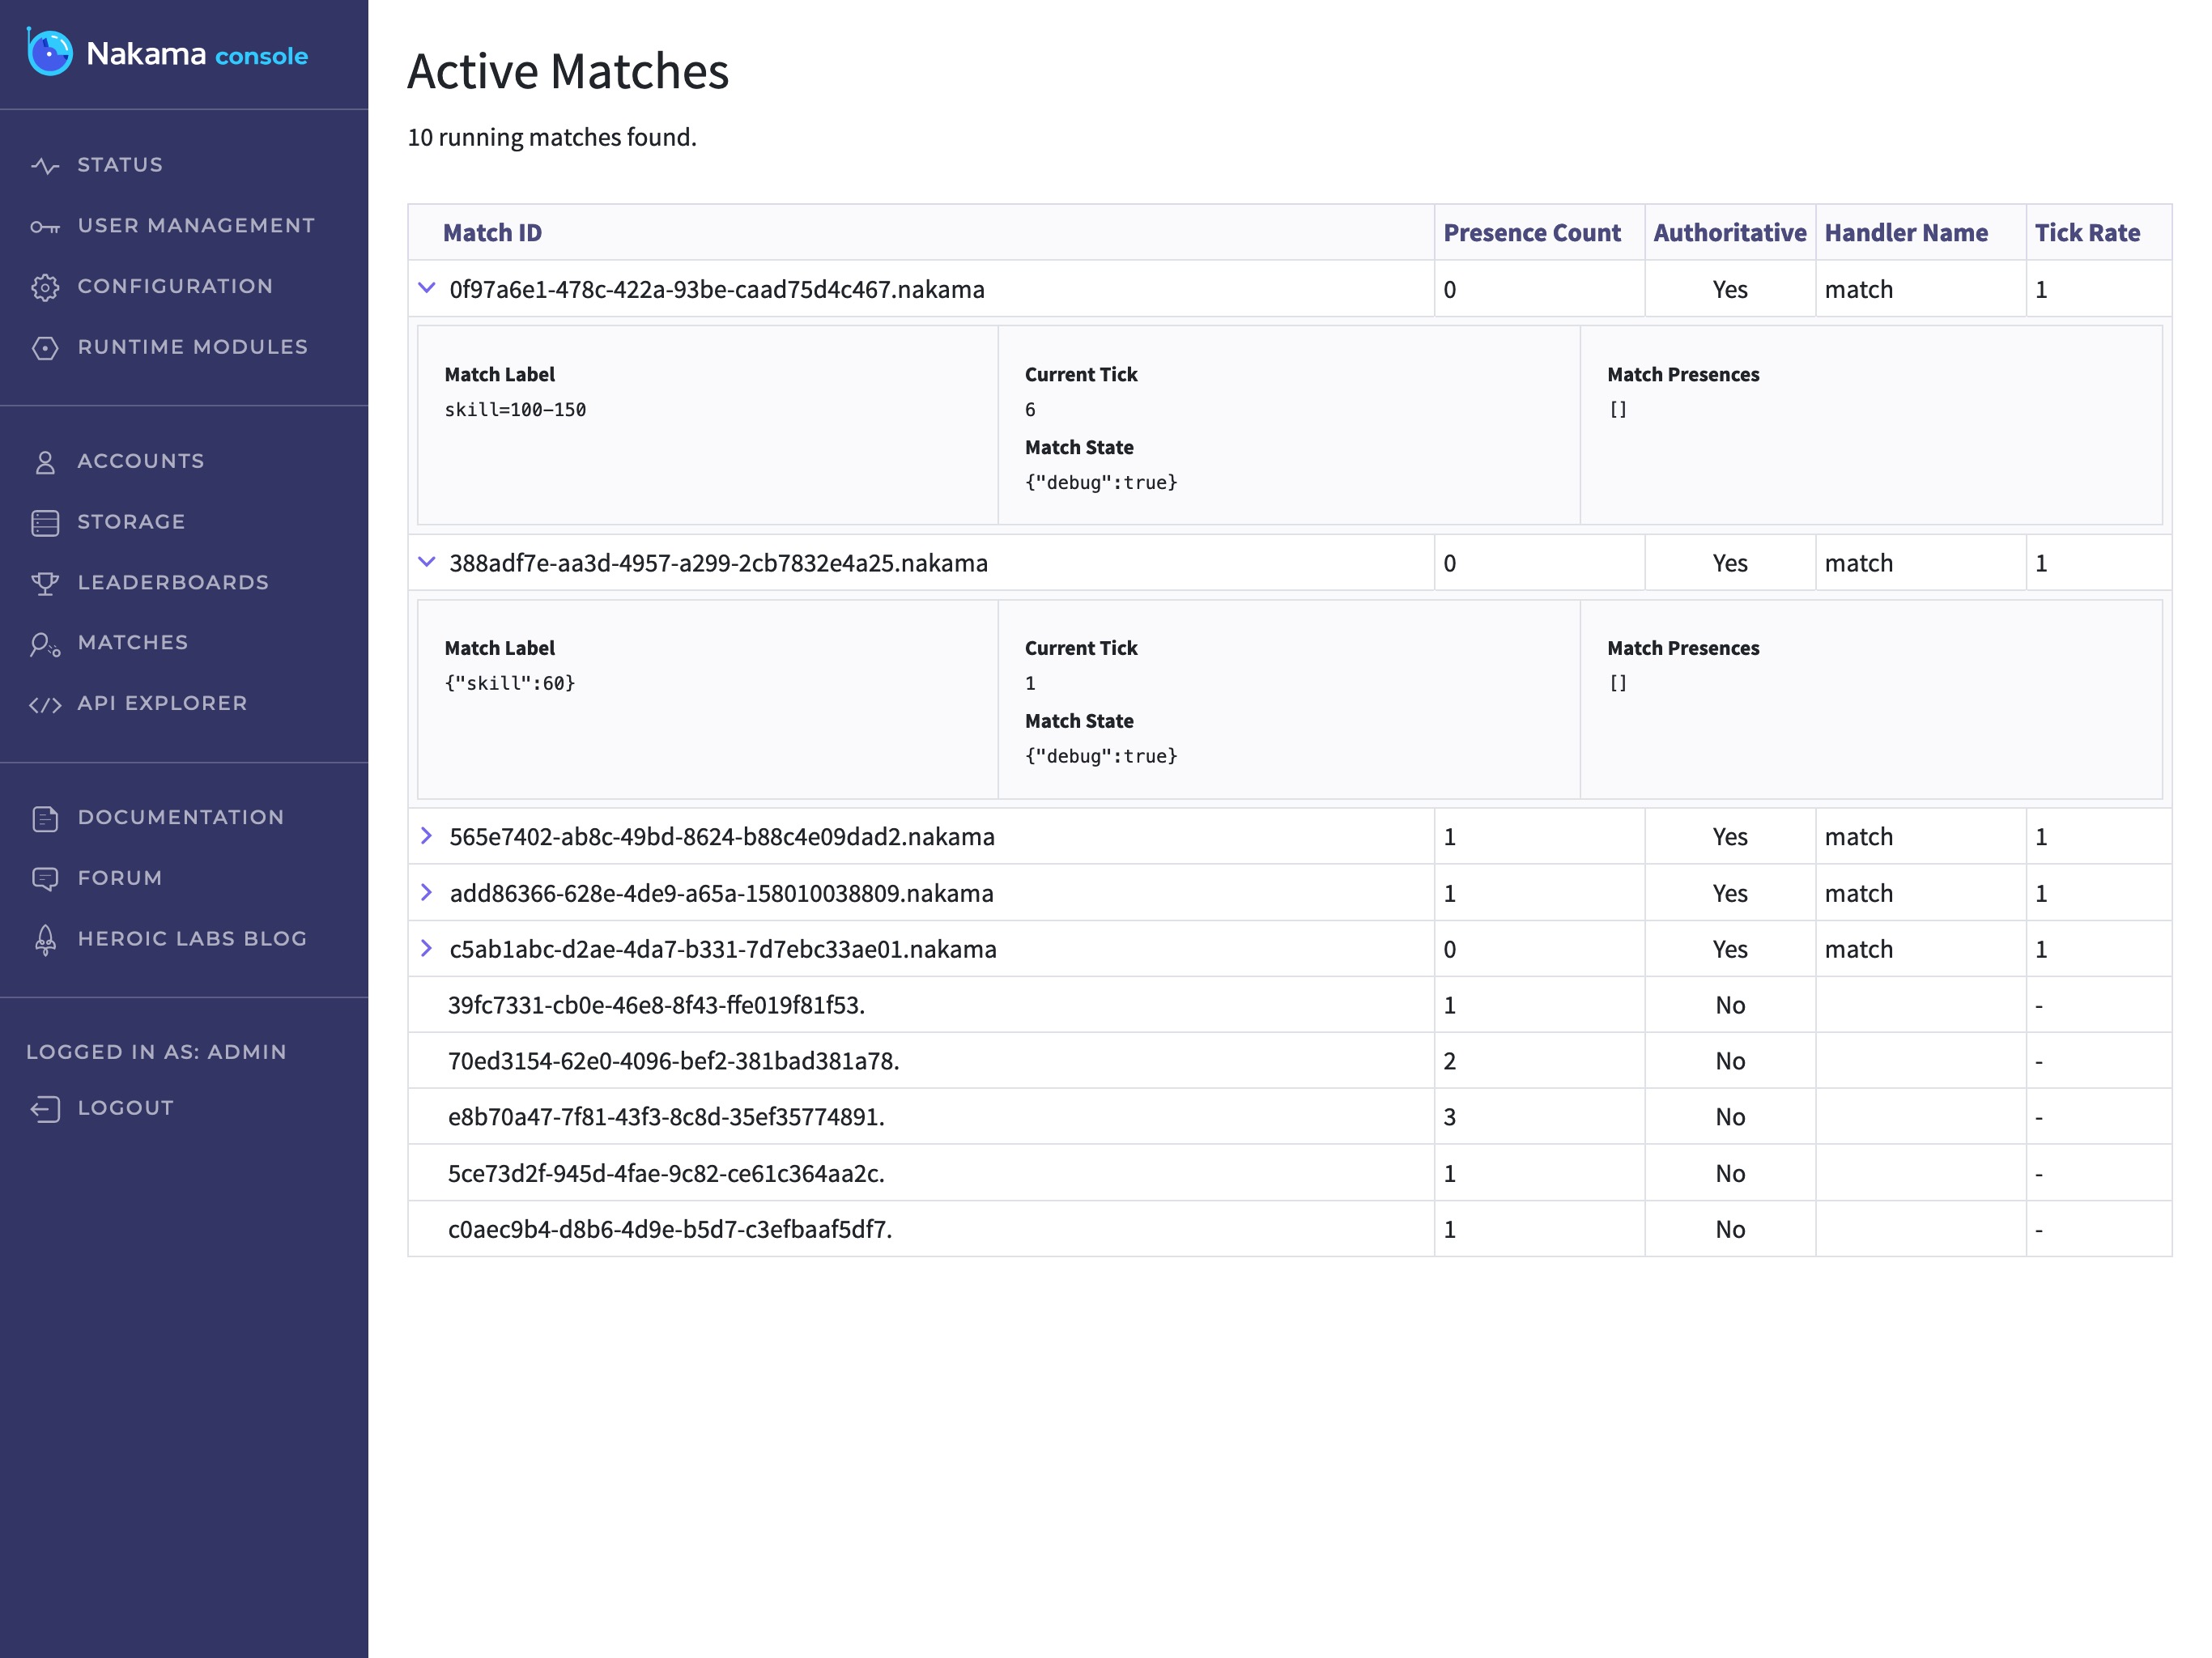 Nakama console
STATUS
USER MANAGEMENT
CONFIGURATION
RUNTIME MODULES
ACCOUNTS
STORAGE
LEADERBOARDS
MATCHES
API EXPLORER
DOCUMENTATION
FORUM
HEROIC LABS BLOG
LOGGED IN AS: ADMIN
LOGOUT
Active Matches
10 running matches found.
Match ID Presence Count Authoritative Handler Name Tick Rate
0f97a6e1-478c-422a-93be-caad75d4c467.nakama 0 Yes match 1
Match Label Current Tick Match Presences
skill=100-150 6 []
Match State
{"debug":true}
388adf7e-aa3d-4957-a299-2cb7832e4a25.nakama 0 Yes match 1
Match Label Current Tick Match Presences
{"skill":60} 1 []
Match State
{"debug":true}
565e7402-ab8c-49bd-8624-b88c4e09dad2.nakama 1 Yes match 1
add86366-628e-4de9-a65a-158010038809.nakama 1 Yes match 1
c5ab1abc-d2ae-4da7-b331-7d7ebc33ae01.nakama 0 Yes match 1
39fc7331-cb0e-46e8-8f43-ffe019f81f53. 1 No -
70ed3154-62e0-4096-bef2-381bad381a78. 2 No -
e8b70a47-7f81-43f3-8c8d-35ef35774891. 3 No -
5ce73d2f-945d-4fae-9c82-ce61c364aa2c. 1 No -
c0aec9b4-d8b6-4d9e-b5d7-c3efbaaf5df7. 1 No -